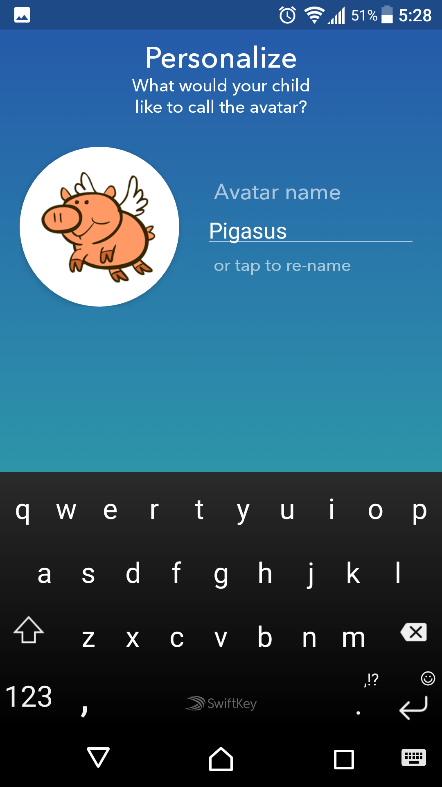 51% 5:28
Personalize
What would your child
like to call the avatar?
Avatar name
Pigasus
or tap to re-name
q w e r t y u i o p
a s d f g h j k l
z x c v b n m
,!?
123 , SwiftKey .